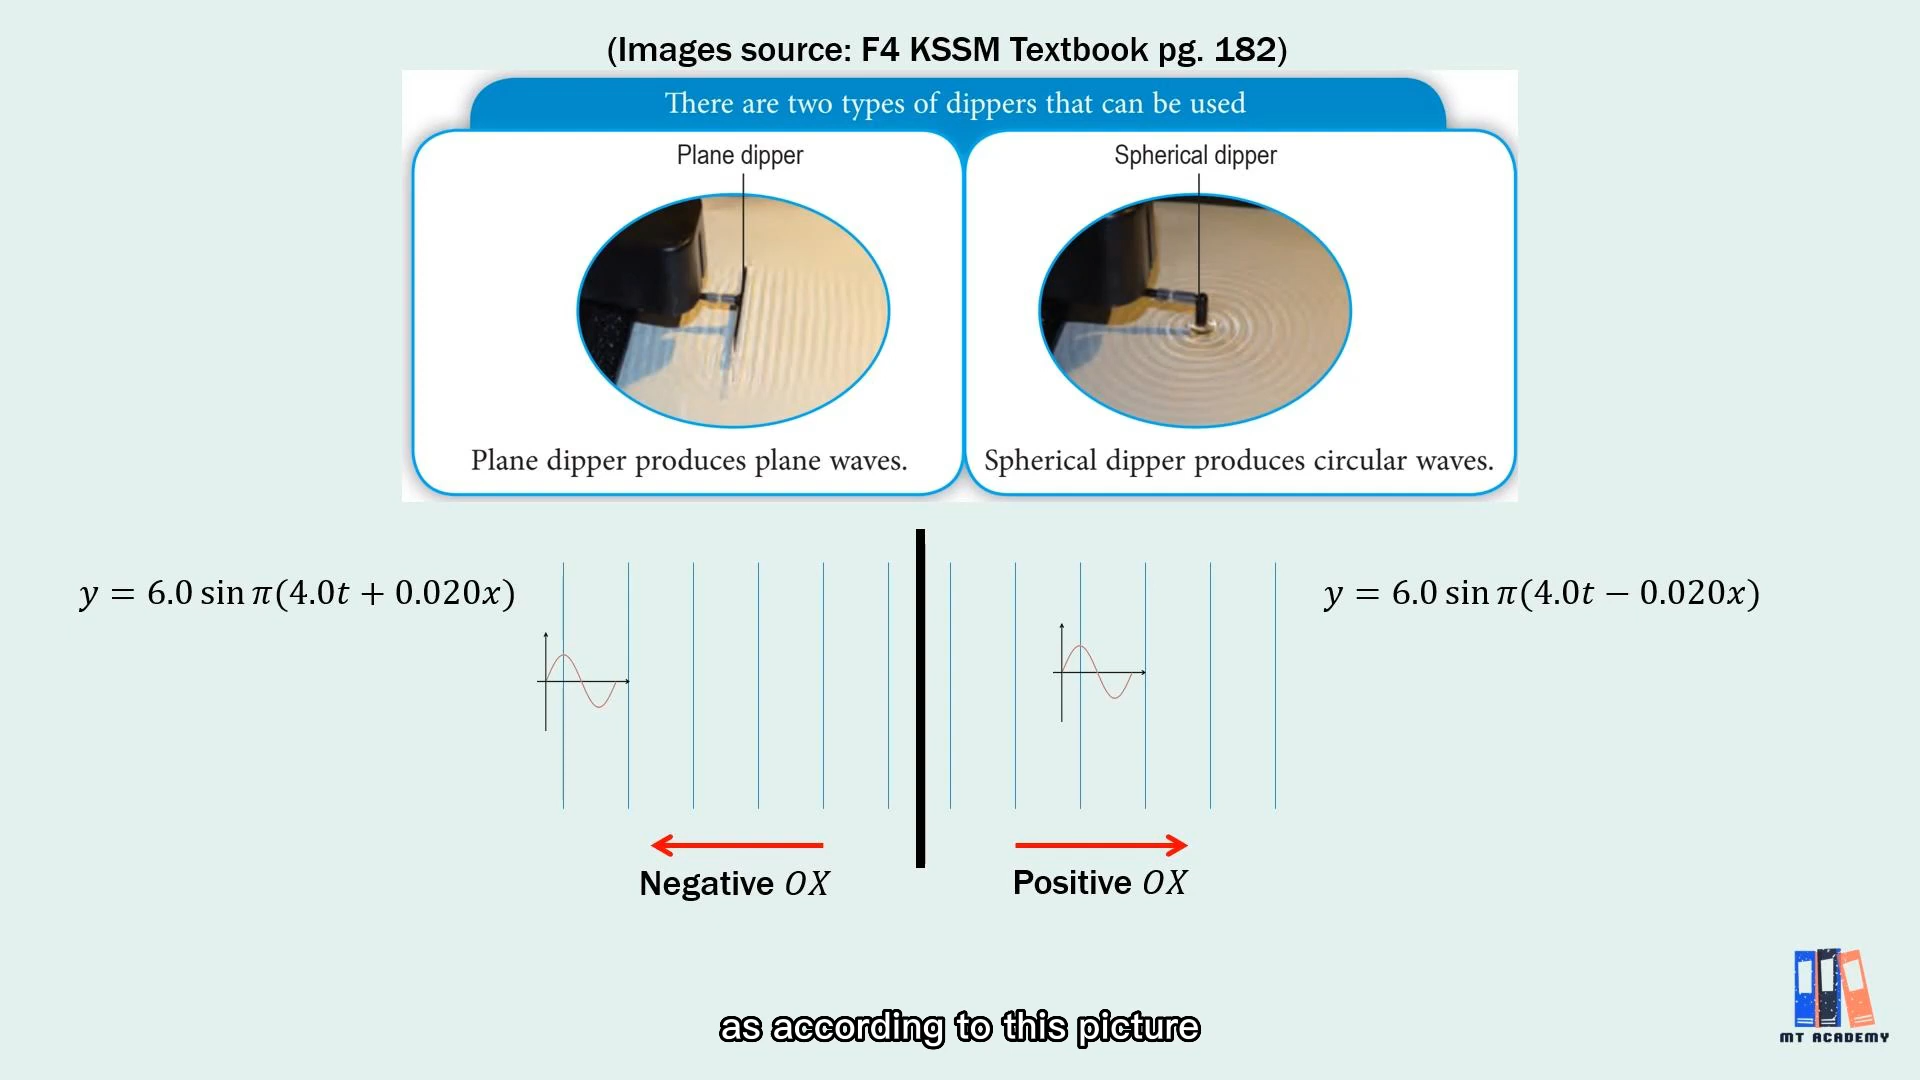 (Images source: F4 KSSM Textbook pg. 182)
There are two types of dippers that can be used
Plane dipper
Spherical dipper
Plane dipper produces plane waves.
Spherical dipper produces circular waves.
y = 6.0 sin π(4.0t + 0.020x)
y = 6.0 sin π(4.0t − 0.020x)
Negative OX
Positive OX
as according to this picture
MT ACADEMY